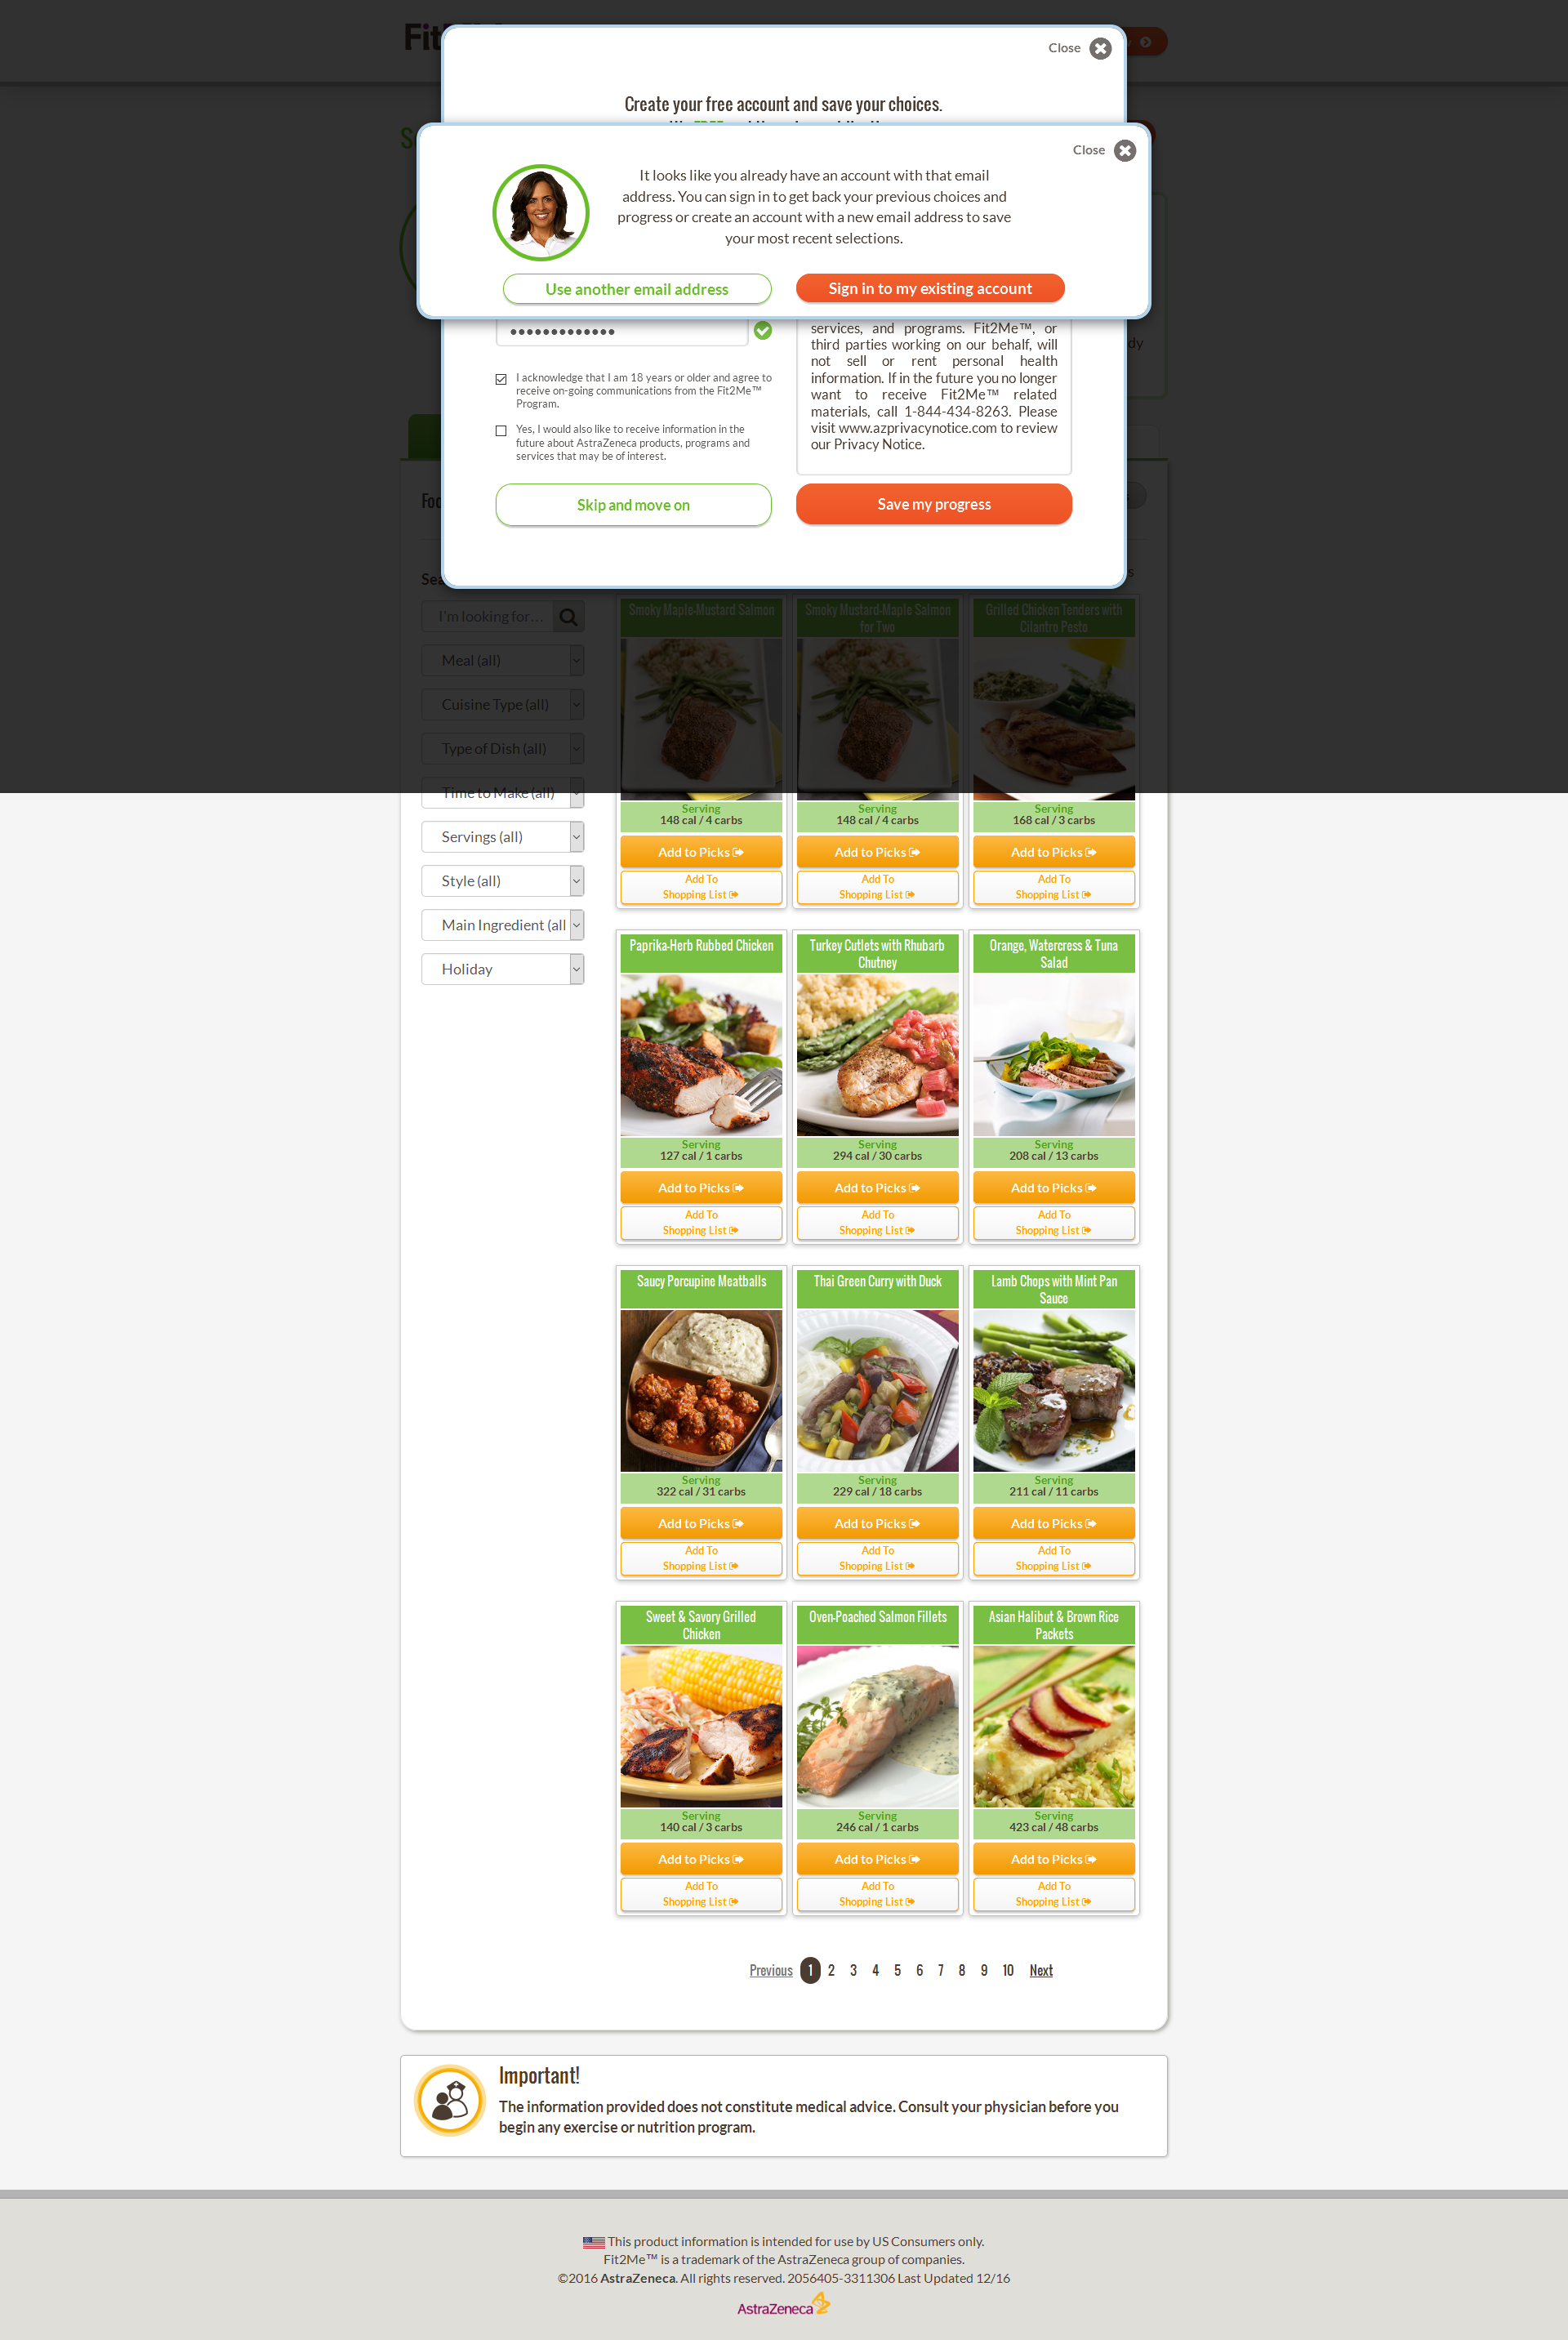 Fit
Close
Create your free account and save your choices.
Close
It looks like you already have an account with that email
address. You can sign in to get back your previous choices and
progress or create an account with a new email address to save
your most recent selections.
Use another email address
Sign in to my existing account
services, and programs. Fit2Me™, or
third parties working on our behalf, will
not sell or rent personal health
information. If in the future you no longer
want to receive Fit2Me™ related
materials, call 1-844-434-8263. Please
visit www.azprivacynotice.com to review
our Privacy Notice.
I acknowledge that I am 18 years or older and agree to
receive on-going communications from the Fit2Me™
Program.
Yes, I would also like to receive information in the
future about AstraZeneca products, programs and
services that may be of interest.
Skip and move on
Save my progress
I'm looking for...
Meal (all)
Cuisine Type (all)
Type of Dish (all)
Time to Make (all)
Servings (all)
Style (all)
Main Ingredient (all
Holiday
Smoky Maple-Mustard Salmon
Smoky Mustard-Maple Salmon
for Two
Grilled Chicken Tenders with
Cilantro Pesto
Serving
148 cal / 4 carbs
Serving
148 cal / 4 carbs
Serving
168 cal / 3 carbs
Add to Picks
Add to Picks
Add to Picks
Add To
Shopping List
Add To
Shopping List
Add To
Shopping List
Paprika-Herb Rubbed Chicken
Turkey Cutlets with Rhubarb
Chutney
Orange, Watercress & Tuna
Salad
Serving
127 cal / 1 carbs
Serving
294 cal / 30 carbs
Serving
208 cal / 13 carbs
Add to Picks
Add to Picks
Add to Picks
Add To
Shopping List
Add To
Shopping List
Add To
Shopping List
Saucy Porcupine Meatballs
Thai Green Curry with Duck
Lamb Chops with Mint Pan
Sauce
Serving
322 cal / 31 carbs
Serving
229 cal / 18 carbs
Serving
211 cal / 11 carbs
Add to Picks
Add to Picks
Add to Picks
Add To
Shopping List
Add To
Shopping List
Add To
Shopping List
Sweet & Savory Grilled
Chicken
Oven-Poached Salmon Fillets
Asian Halibut & Brown Rice
Packets
Serving
140 cal / 3 carbs
Serving
246 cal / 1 carbs
Serving
423 cal / 48 carbs
Add to Picks
Add to Picks
Add to Picks
Add To
Shopping List
Add To
Shopping List
Add To
Shopping List
Previous 1 2 3 4 5 6 7 8 9 10 Next
Important!
The information provided does not constitute medical advice. Consult your physician before you
begin any exercise or nutrition program.
This product information is intended for use by US Consumers only.
Fit2Me™ is a trademark of the AstraZeneca group of companies.
©2016 AstraZeneca. All rights reserved. 2056405-3311306 Last Updated 12/16
AstraZeneca